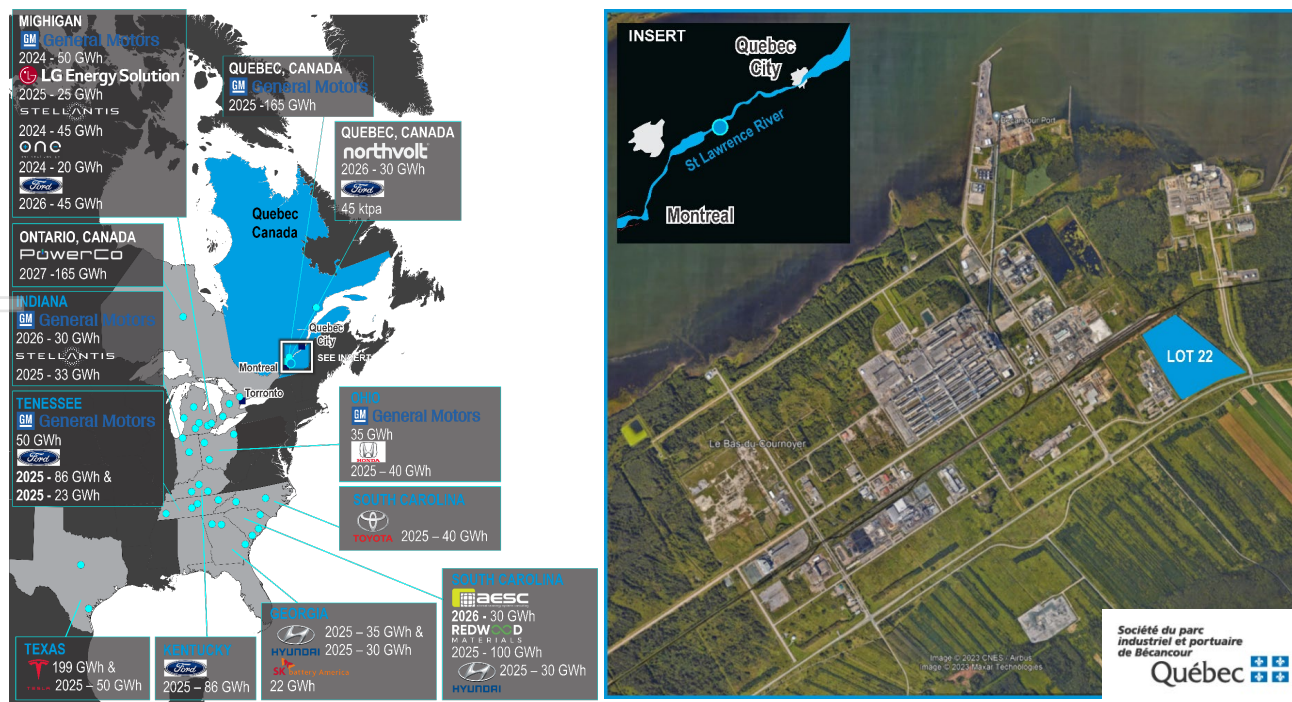 MIGHIGAN
GM General Motors
2024 - 50 GWh
LG Energy Solution
2025 - 25 GWh
STELLANTIS
2024 - 45 GWh
one
2024 - 20 GWh
Ford
2026 - 45 GWh
ONTARIO, CANADA
PowerCo
2027 -165 GWh
INDIANA
GM General Motors
2026 - 30 GWh
STELLANTIS
2025 - 33 GWh
TENESSEE
GM General Motors
50 GWh
Ford
2025 - 86 GWh &
2025 - 23 GWh
TEXAS
TESLA
199 GWh &
2025 – 50 GWh
KENTUCKY
Ford
2025 – 86 GWh
GEORGIA
HYUNDAI
2025 – 35 GWh &
2025 – 30 GWh
SK Battery America
22 GWh
SOUTH CAROLINA
aesc
2026 - 30 GWh
REDWOOD
MATERIALS
2025 - 100 GWh
HYUNDAI
2025 – 30 GWh
SOUTH CAROLINA
TOYOTA
2025 – 40 GWh
OHIO
GM General Motors
35 GWh
HONDA
2025 – 40 GWh
QUEBEC, CANADA
GM General Motors
2025 -165 GWh
QUEBEC, CANADA
northvolt
2026 - 30 GWh
Ford
45 ktpa
Quebec
Canada
Quebec
City
SEE INSERT
Montreal
Torronto
INSERT
Quebec
City
St Lawrence River
Montreal
LOT 22
Le Bas-du-Sournoyer
Image © 2023 CNES / Airbus
Image © 2023 Maxar Technologies
Société du parc
industriel et portuaire
de Bécancour
Québec